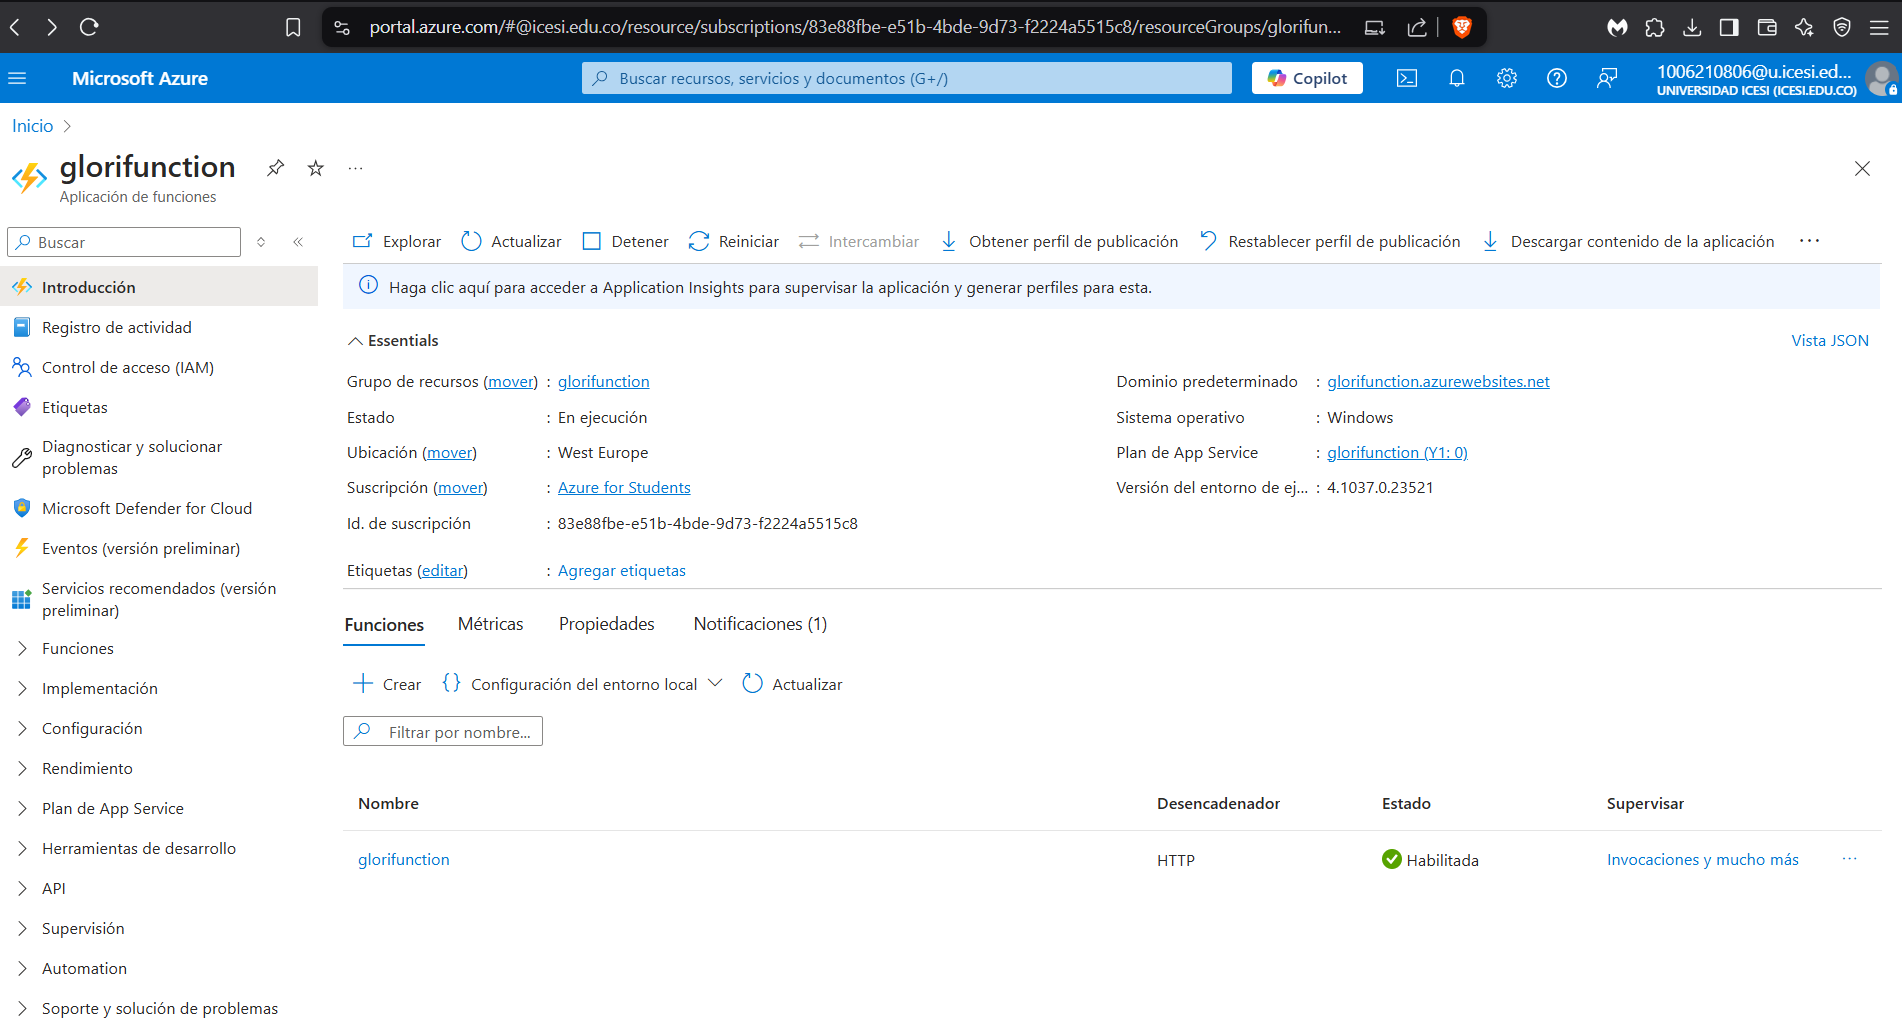 portal.azure.com/#@icesi.edu.co/resource/subscriptions/83e88fbe-e51b-4bde-9d73-f2224a5515c8/resourceGroups/glorifun...
Microsoft Azure
Buscar recursos, servicios y documentos (G+/)
Copilot
1006210806@u.icesi.ed...
UNIVERSIDAD ICESI (ICESI.EDU.CO)
Inicio
glorifunction
Aplicación de funciones
Buscar
Explorar
Actualizar
Detener
Reiniciar
Intercambiar
Obtener perfil de publicación
Restablecer perfil de publicación
Descargar contenido de la aplicación
Introducción
Registro de actividad
Control de acceso (IAM)
Etiquetas
Diagnosticar y solucionar
problemas
Microsoft Defender for Cloud
Eventos (versión preliminar)
Servicios recomendados (versión
preliminar)
Funciones
Implementación
Configuración
Rendimiento
Plan de App Service
Herramientas de desarrollo
API
Supervisión
Automation
Soporte y solución de problemas
Haga clic aquí para acceder a Application Insights para supervisar la aplicación y generar perfiles para esta.
Essentials
Vista JSON
Grupo de recursos (mover) : glorifunction
Estado : En ejecución
Ubicación (mover) : West Europe
Suscripción (mover) : Azure for Students
Id. de suscripción : 83e88fbe-e51b-4bde-9d73-f2224a5515c8
Etiquetas (editar) : Agregar etiquetas
Dominio predeterminado : glorifunction.azurewebsites.net
Sistema operativo : Windows
Plan de App Service : glorifunction (Y1: 0)
Versión del entorno de ej... : 4.1037.0.23521
Funciones
Métricas
Propiedades
Notificaciones (1)
Crear
{} Configuración del entorno local
Actualizar
Filtrar por nombre...
Nombre Desencadenador Estado Supervisar
glorifunction HTTP Habilitada Invocaciones y mucho más ...